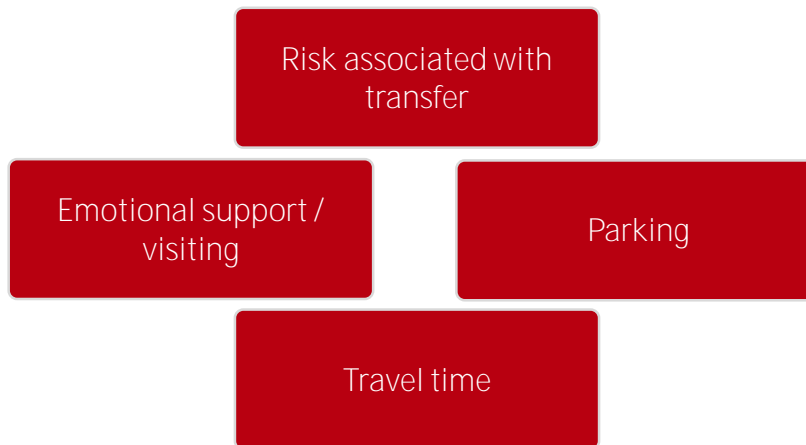 Risk associated with
transfer
Emotional support /
visiting
Parking
Travel time